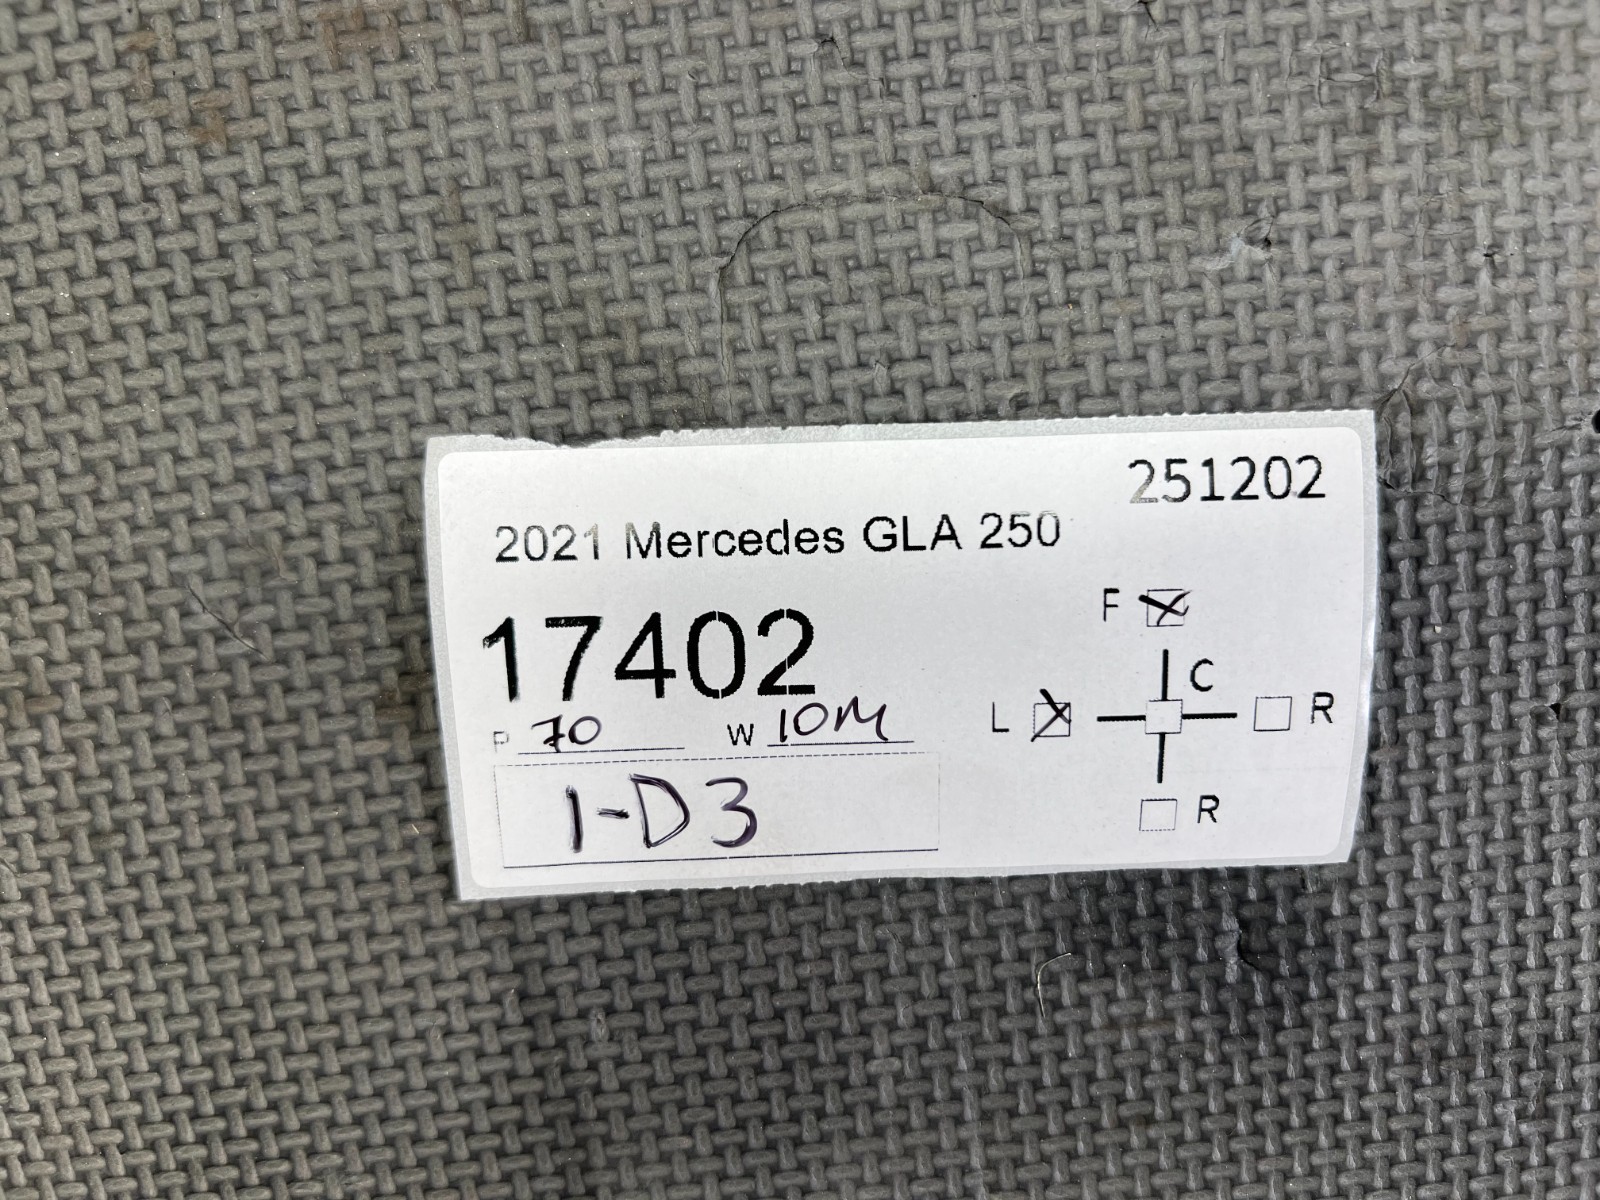 251202
2021 Mercedes GLA 250
17402
F
C
L
R
P 70 W 10M
1-D3
R